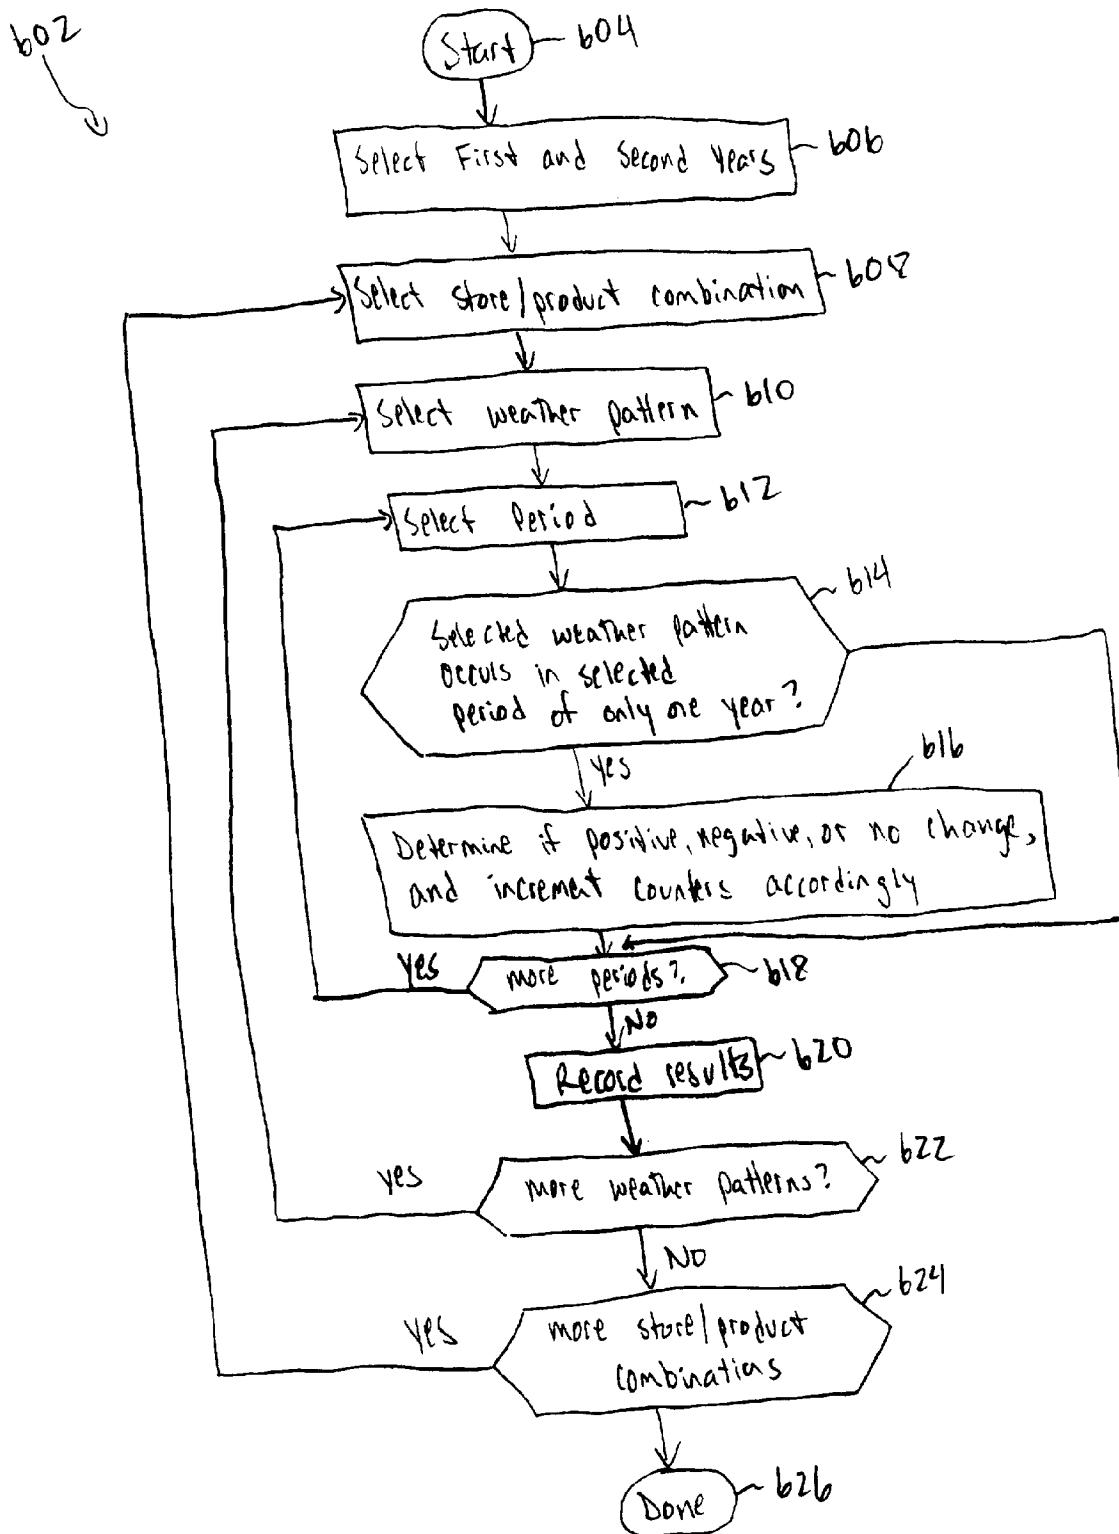 602
Start
604
Select First and Second Years
606
Select store/product combination
608
Select weather pattern
610
Select Period
612
Selected weather pattern
occurs in selected
period of only one year?
614
yes
616
Determine if positive, negative, or no change,
and increment counters accordingly
yes
more periods?
618
No
Record results
620
yes
more weather patterns?
622
No
yes
more store/product
combinations
624
Done
626